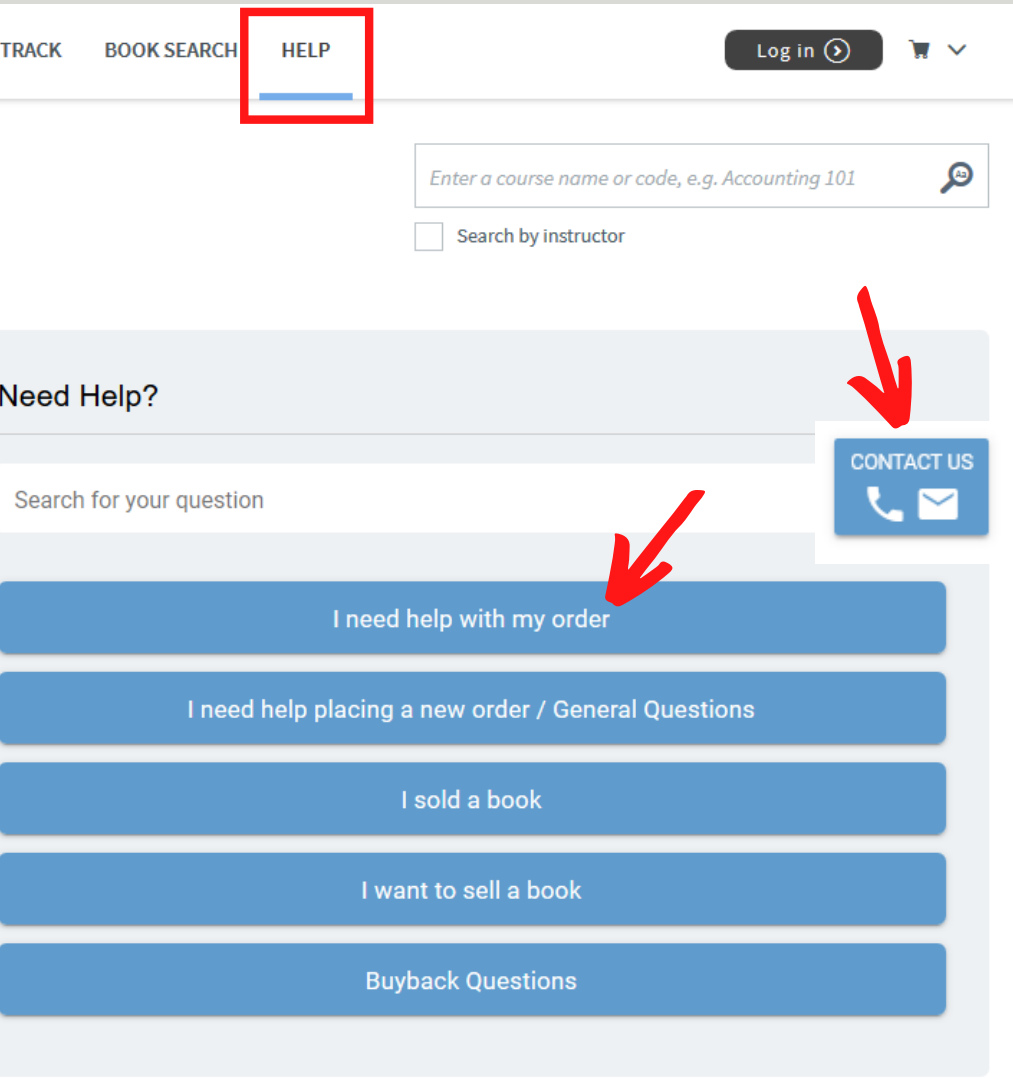 TRACK BOOK SEARCH HELP Log in
Enter a course name or code, e.g. Accounting 101
Aa
Search by instructor
Need Help?
CONTACT US
Search for your question
I need help with my order
I need help placing a new order / General Questions
I sold a book
I want to sell a book
Buyback Questions